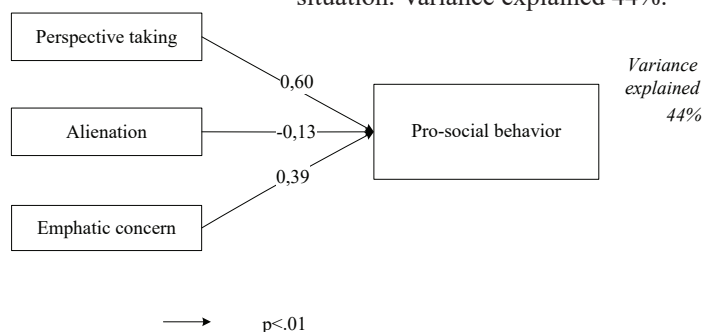 situation. Variance explained 44%.
Perspective taking
0,60
Variance
explained
44%
Alienation
-0,13
Pro-social behavior
0,39
Emphatic concern
p<.01